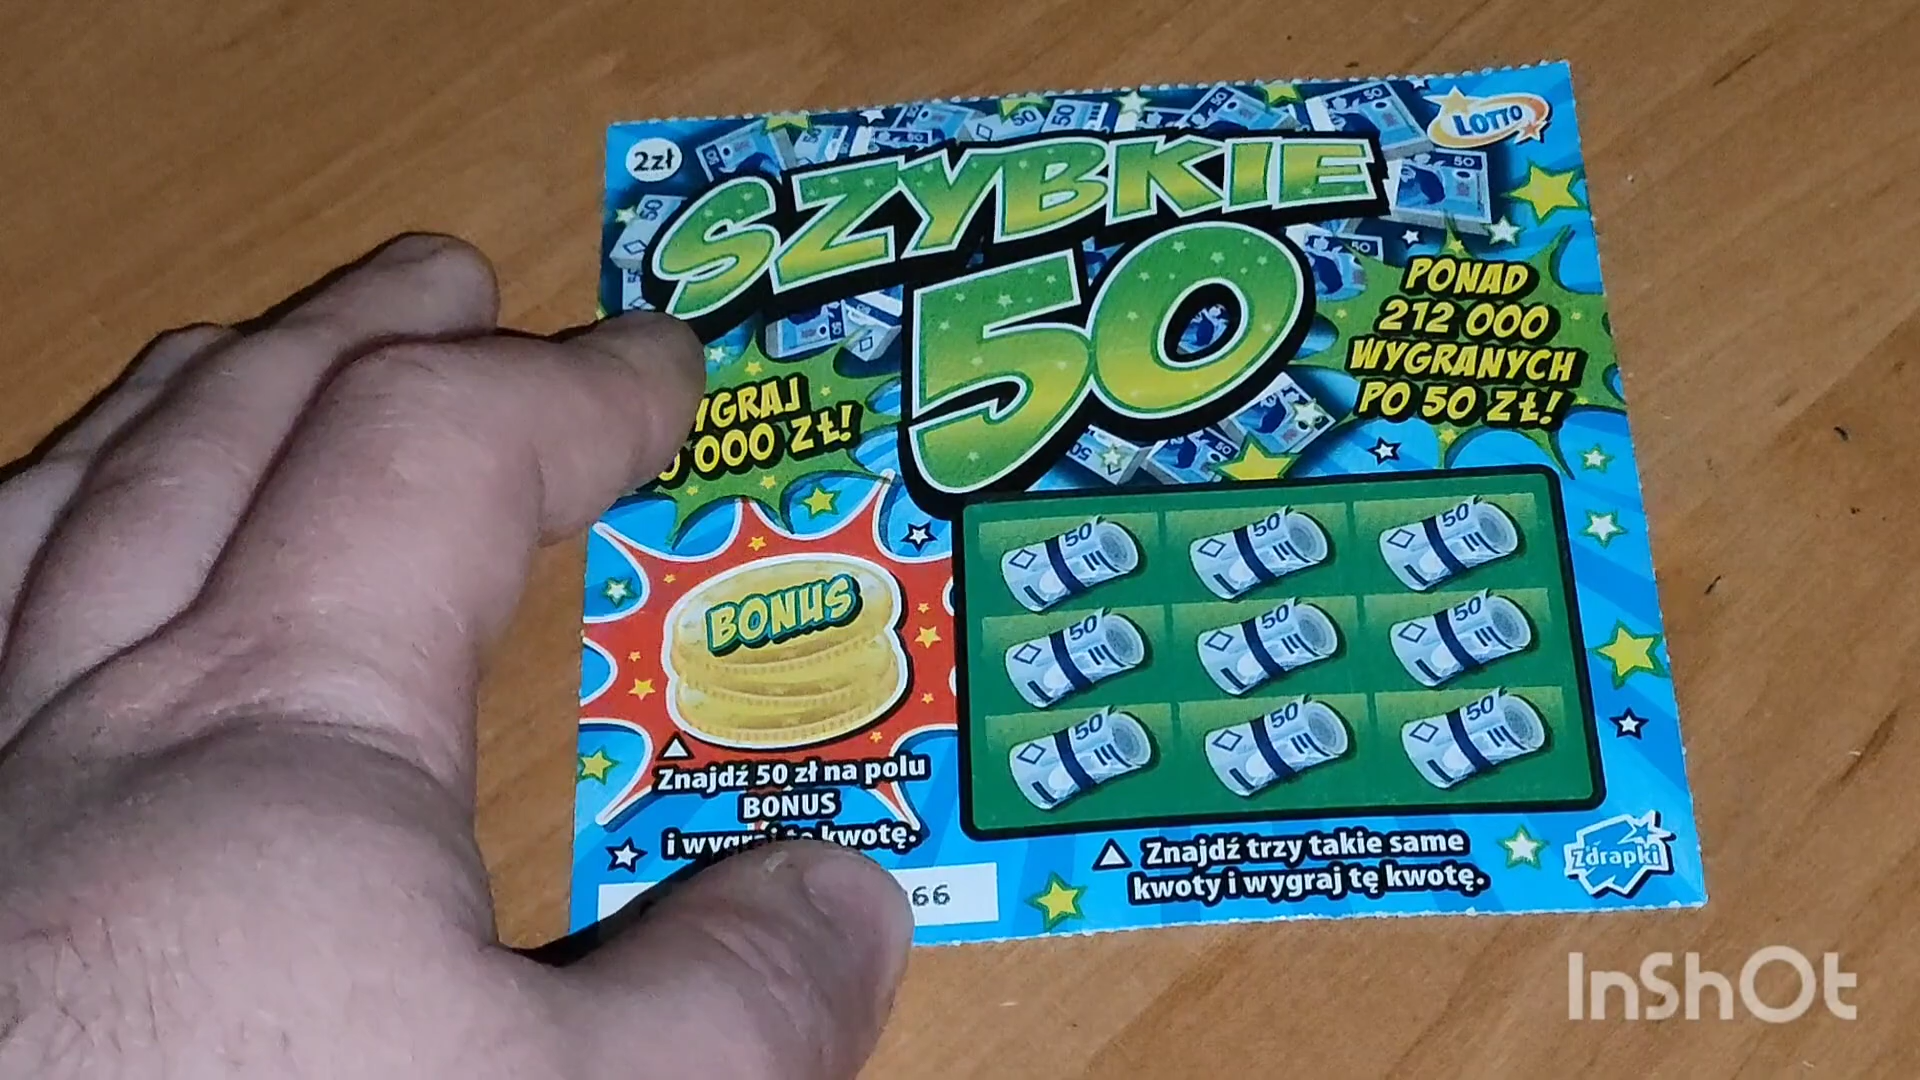 2zł
LOTTO
SZYBKIE
50
PONAD
212 000
WYGRANYCH
PO 50 ZŁ!
000 ZŁ!
BONUS
Znajdź 50 zł na polu
BONUS
i wygraj tę kwotę.
66
50 50 50
50 50 50
50 50 50
Znajdź trzy takie same
kwoty i wygraj tę kwotę.
Zdrapki
InShOt